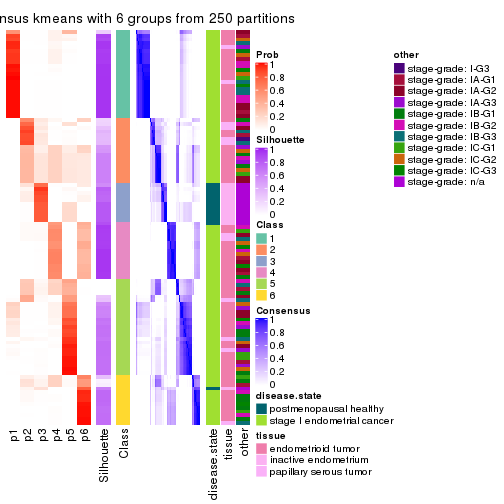 nsus kmeans with 6 groups from 250 partitions
Prob
1
0.8
0.6
0.4
0.2
0
Silhouette
1
0.8
0.6
0.4
0.2
0
Class
1
2
3
4
5
6
Consensus
1
0.8
0.6
0.4
0.2
0
disease.state
postmenopausal healthy
stage I endometrial cancer
tissue
endometrioid tumor
inactive endometrium
papillary serous tumor
other
stage-grade: I-G3
stage-grade: IA-G1
stage-grade: IA-G2
stage-grade: IA-G3
stage-grade: IB-G1
stage-grade: IB-G2
stage-grade: IB-G3
stage-grade: IC-G1
stage-grade: IC-G2
stage-grade: IC-G3
stage-grade: n/a
p1
p2
p3
p4
p5
p6
Silhouette
Class
disease.state
tissue
other